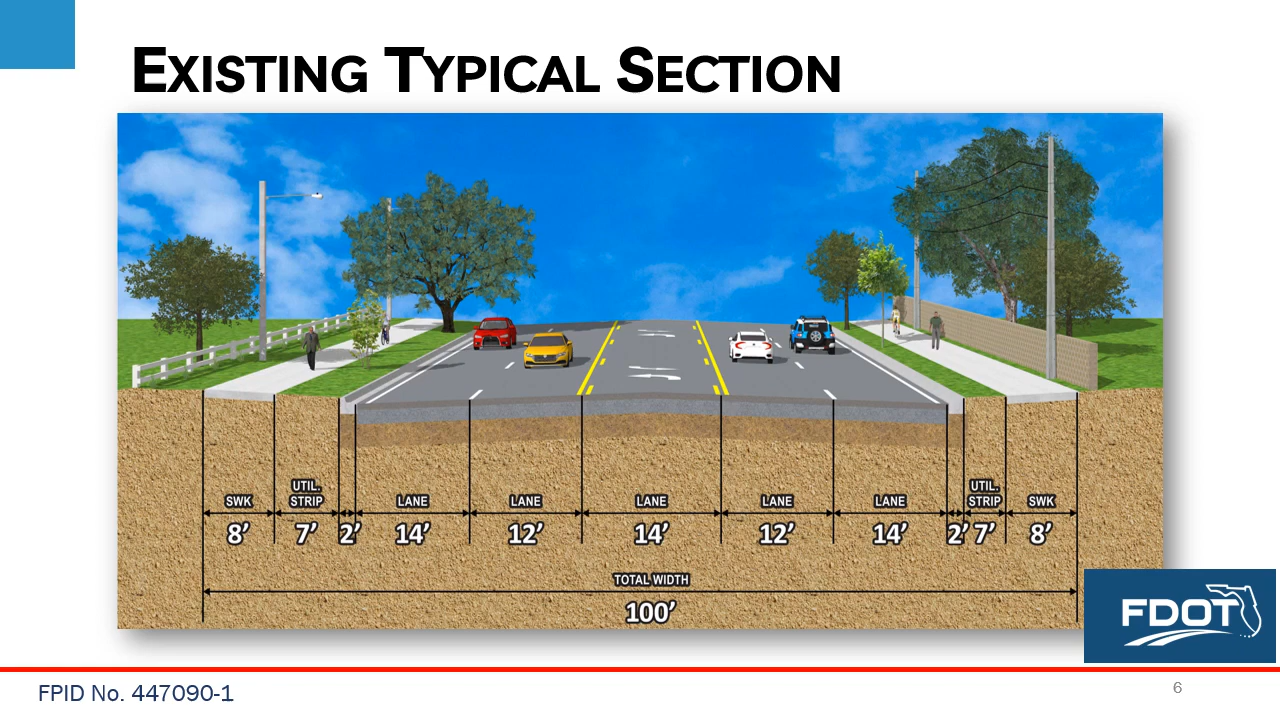 EXISTING TYPICAL SECTION
SWK
UTIL.
STRIP
LANE
LANE
LANE
LANE
LANE
UTIL.
STRIP
SWK
8’ 7’ 2’ 14’ 12’ 14’ 12’ 14’ 2’ 7’ 8’
TOTAL WIDTH
100’
FDOT
FPID No. 447090-1
6